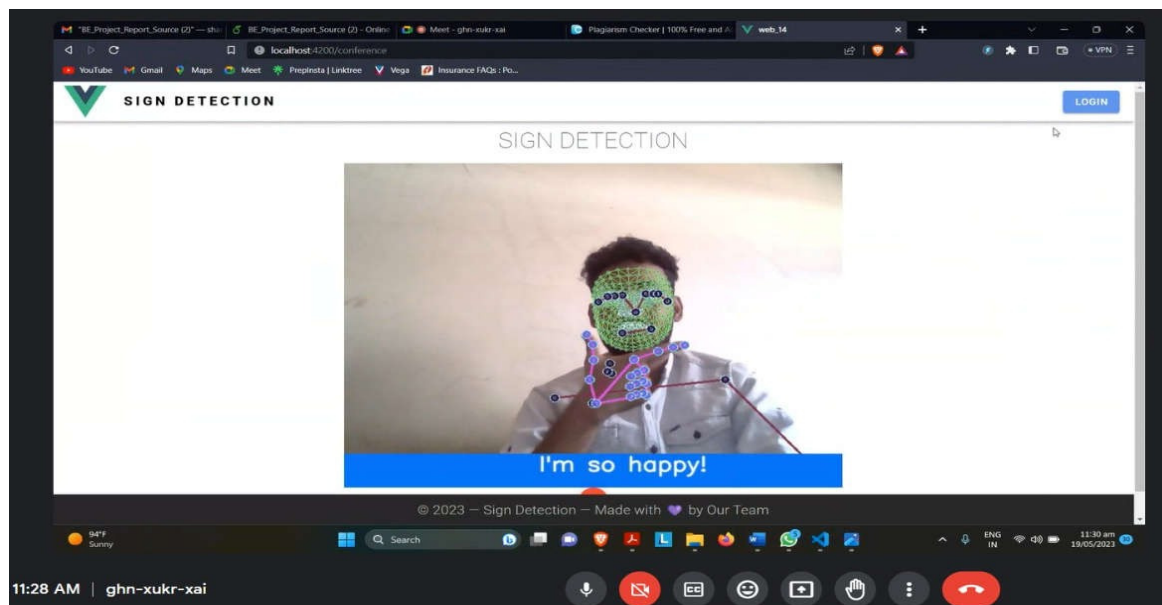 "BE_Project_Report_Source (2)" — sha
BE_Project_Report_Source (2) - Online
Meet - ghn-xukr-xai
Plagiarism Checker | 100% Free and A
web_14
localhost:4200/conference
VPN
YouTube Gmail Maps Meet PrepInsta | Linktree Vega Insurance FAQs : Po...
SIGN DETECTION
LOGIN
SIGN DETECTION
I'm so happy!
© 2023 — Sign Detection — Made with 💜 by Our Team
94°F
Sunny
Search
ENG
IN
11:30 am
19/05/2023
11:28 AM | ghn-xukr-xai